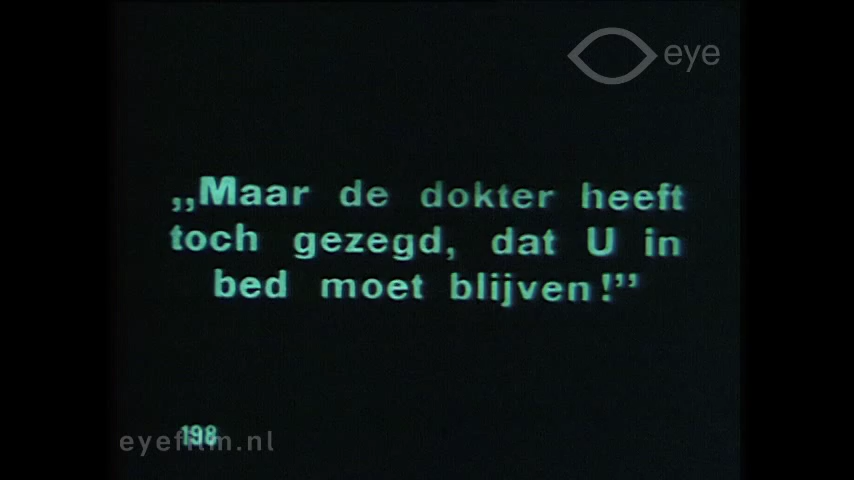 eye
„Maar de dokter heeft
toch gezegd, dat U in
bed moet blijven!”
198
eyefilm.nl